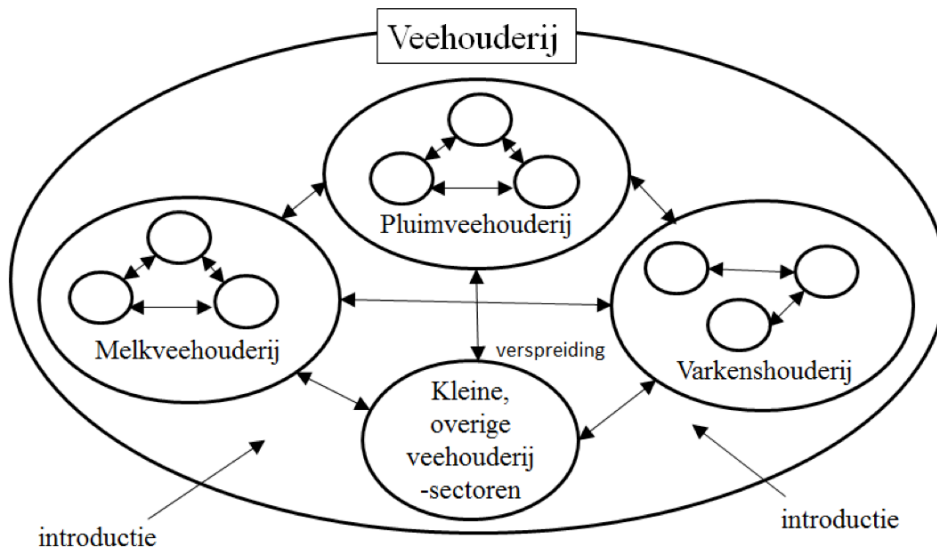 Veehouderij
Pluimveehouderij
Melkveehouderij
verspreiding
Varkenshouderij
Kleine,
overige
veehouderij
-sectoren
introductie
introductie